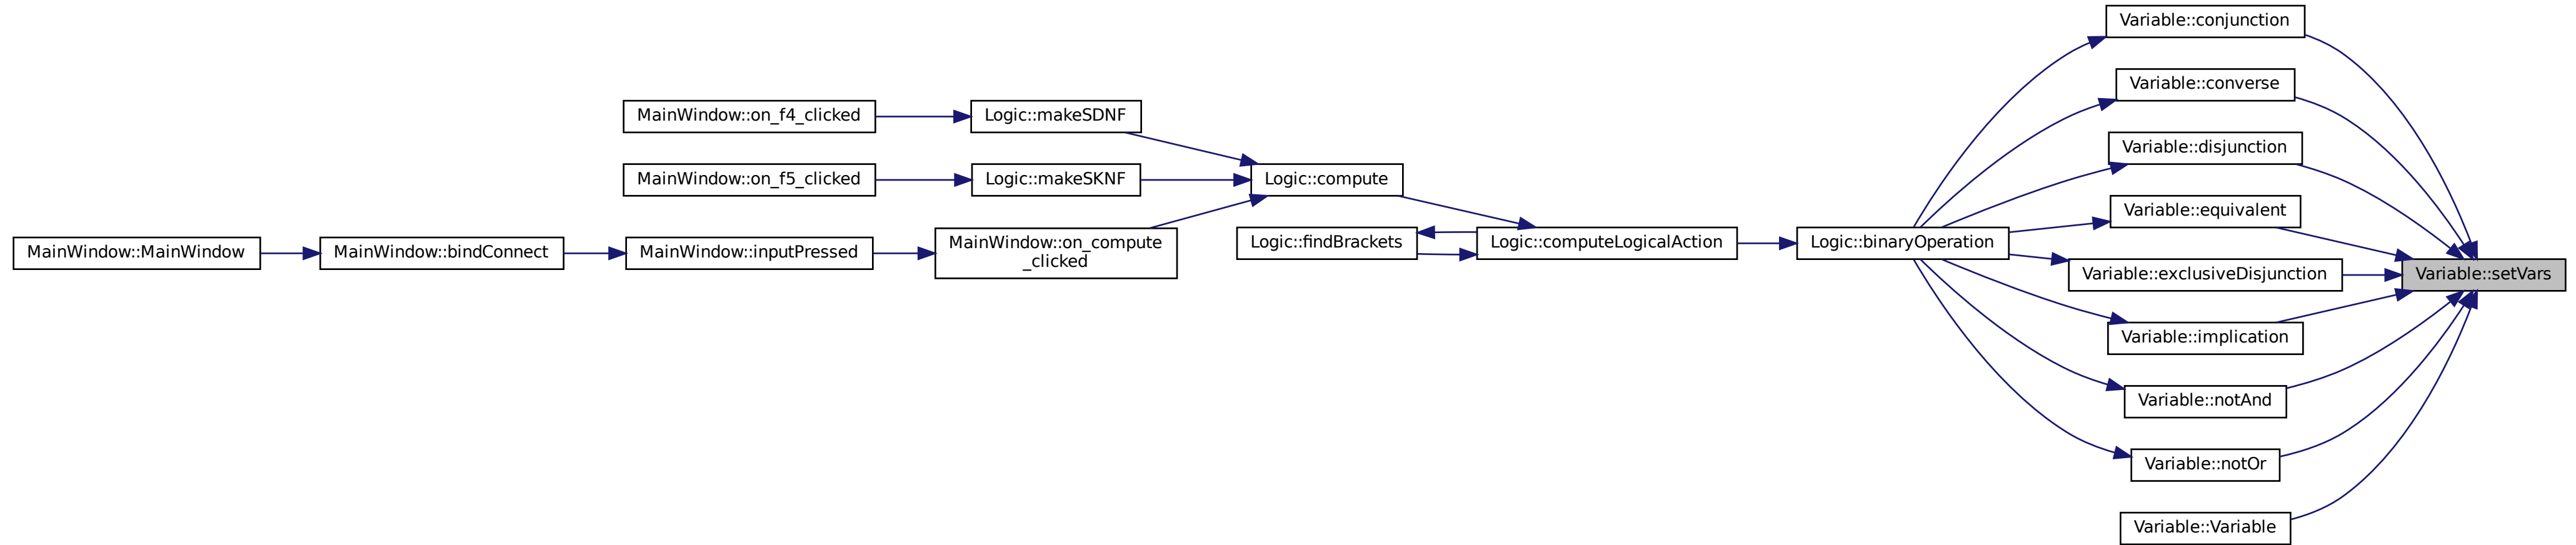 Variable::conjunction
Variable::converse
MainWindow::on_f4_clicked
Logic::makeSDNF
Variable::disjunction
MainWindow::on_f5_clicked
Logic::makeSKNF
Logic::compute
Variable::equivalent
MainWindow::MainWindow
MainWindow::bindConnect
MainWindow::inputPressed
MainWindow::on_compute
_clicked
Logic::findBrackets
Logic::computeLogicalAction
Logic::binaryOperation
Variable::exclusiveDisjunction
Variable::setVars
Variable::implication
Variable::notAnd
Variable::notOr
Variable::Variable